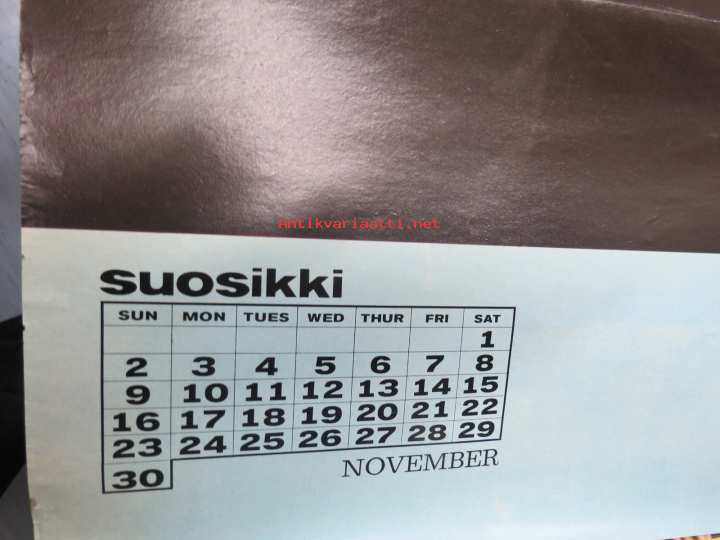 Antikvariaatti.net
suosikki
SUN MON TUES WED THUR FRI SAT
1
2 3 4 5 6 7 8
9 10 11 12 13 14 15
16 17 18 19 20 21 22
23 24 25 26 27 28 29
30
NOVEMBER